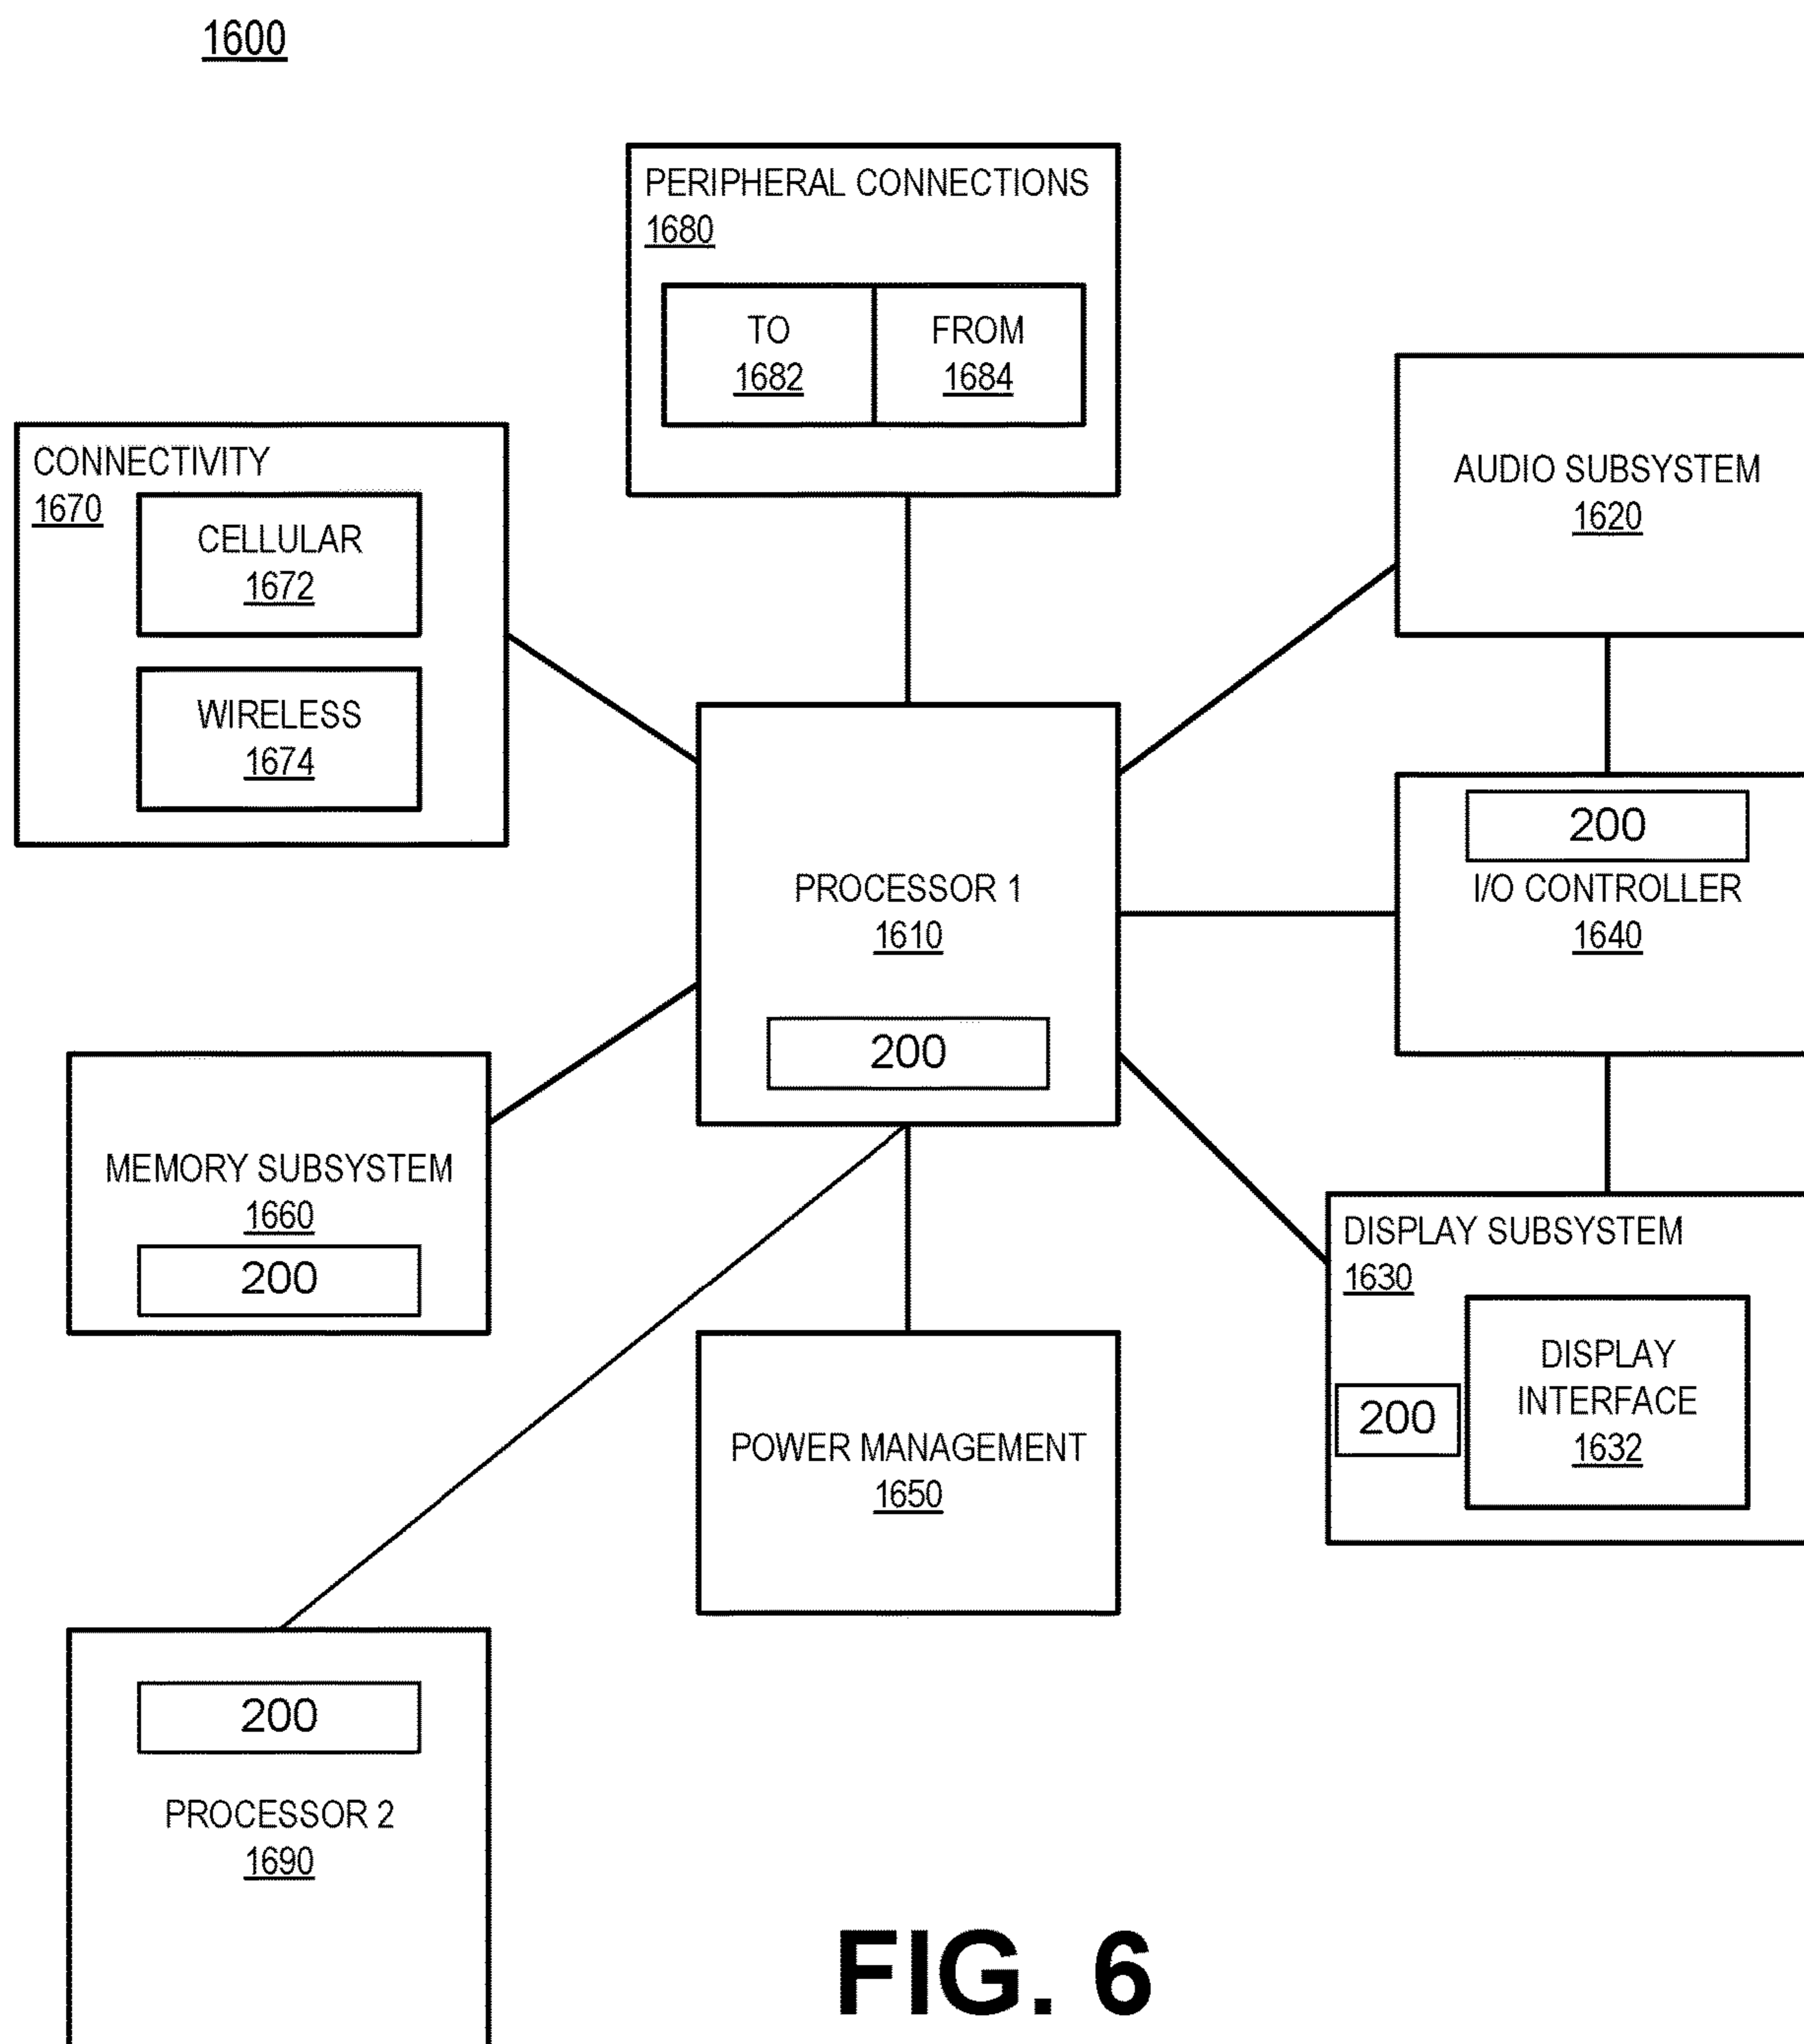 1600
PERIPHERAL CONNECTIONS
1680
TO
1682
FROM
1684
CONNECTIVITY
1670
CELLULAR
1672
WIRELESS
1674
AUDIO SUBSYSTEM
1620
PROCESSOR 1
1610
200
200
I/O CONTROLLER
1640
MEMORY SUBSYSTEM
1660
200
DISPLAY SUBSYSTEM
1630
200
DISPLAY
INTERFACE
1632
POWER MANAGEMENT
1650
200
PROCESSOR 2
1690
FIG. 6